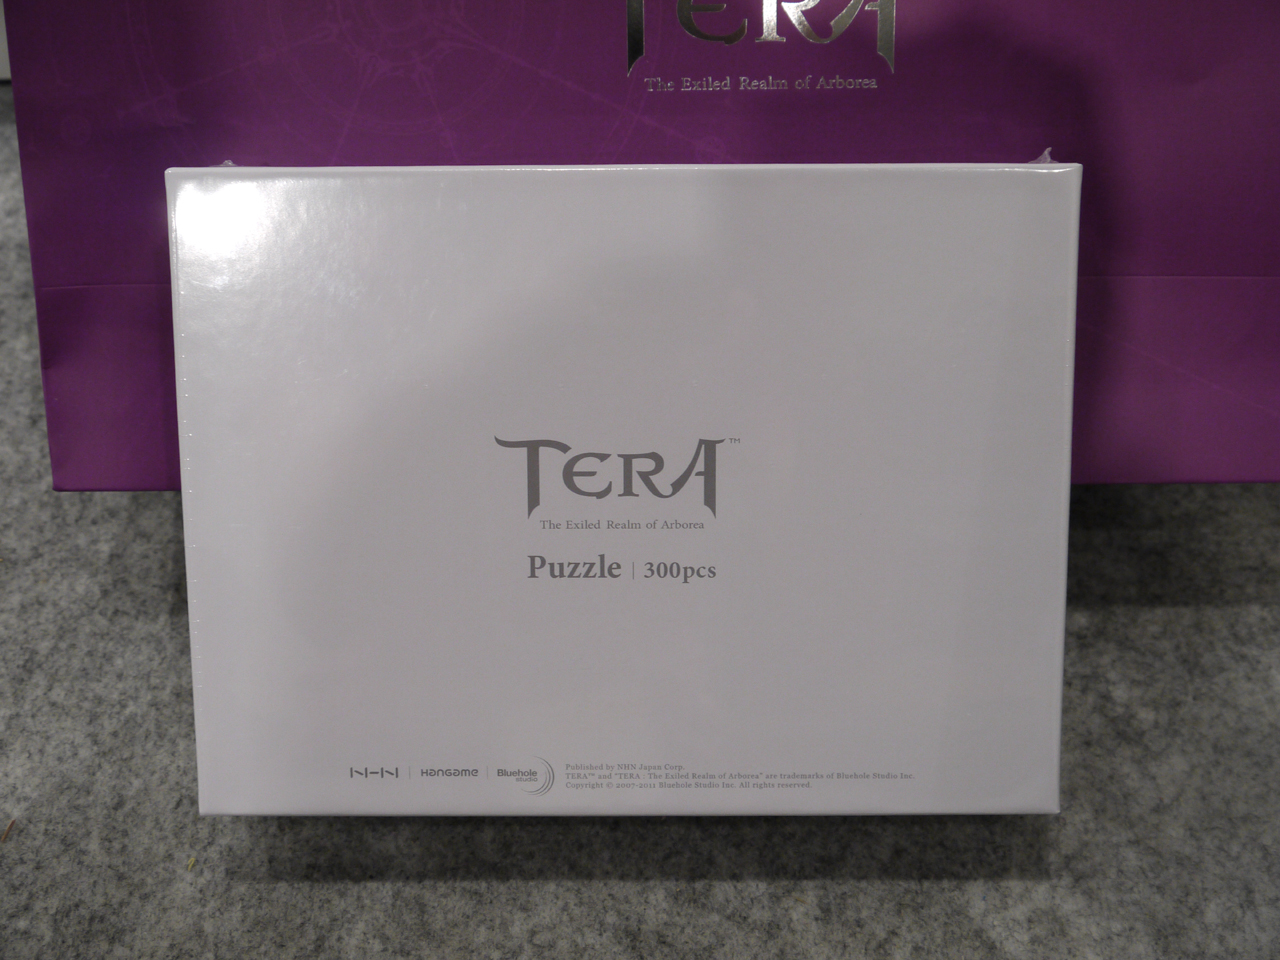 TERA
The Exiled Realm of Arborea
TERA™
The Exiled Realm of Arborea
Puzzle | 300pcs
NHN | HANGAME | Bluehole studio
Published by NHN Japan Corp.
TERA™ and "TERA : The Exiled Realm of Arborea" are trademarks of Bluehole Studio Inc.
Copyright © 2007-2011 Bluehole Studio Inc. All rights reserved.